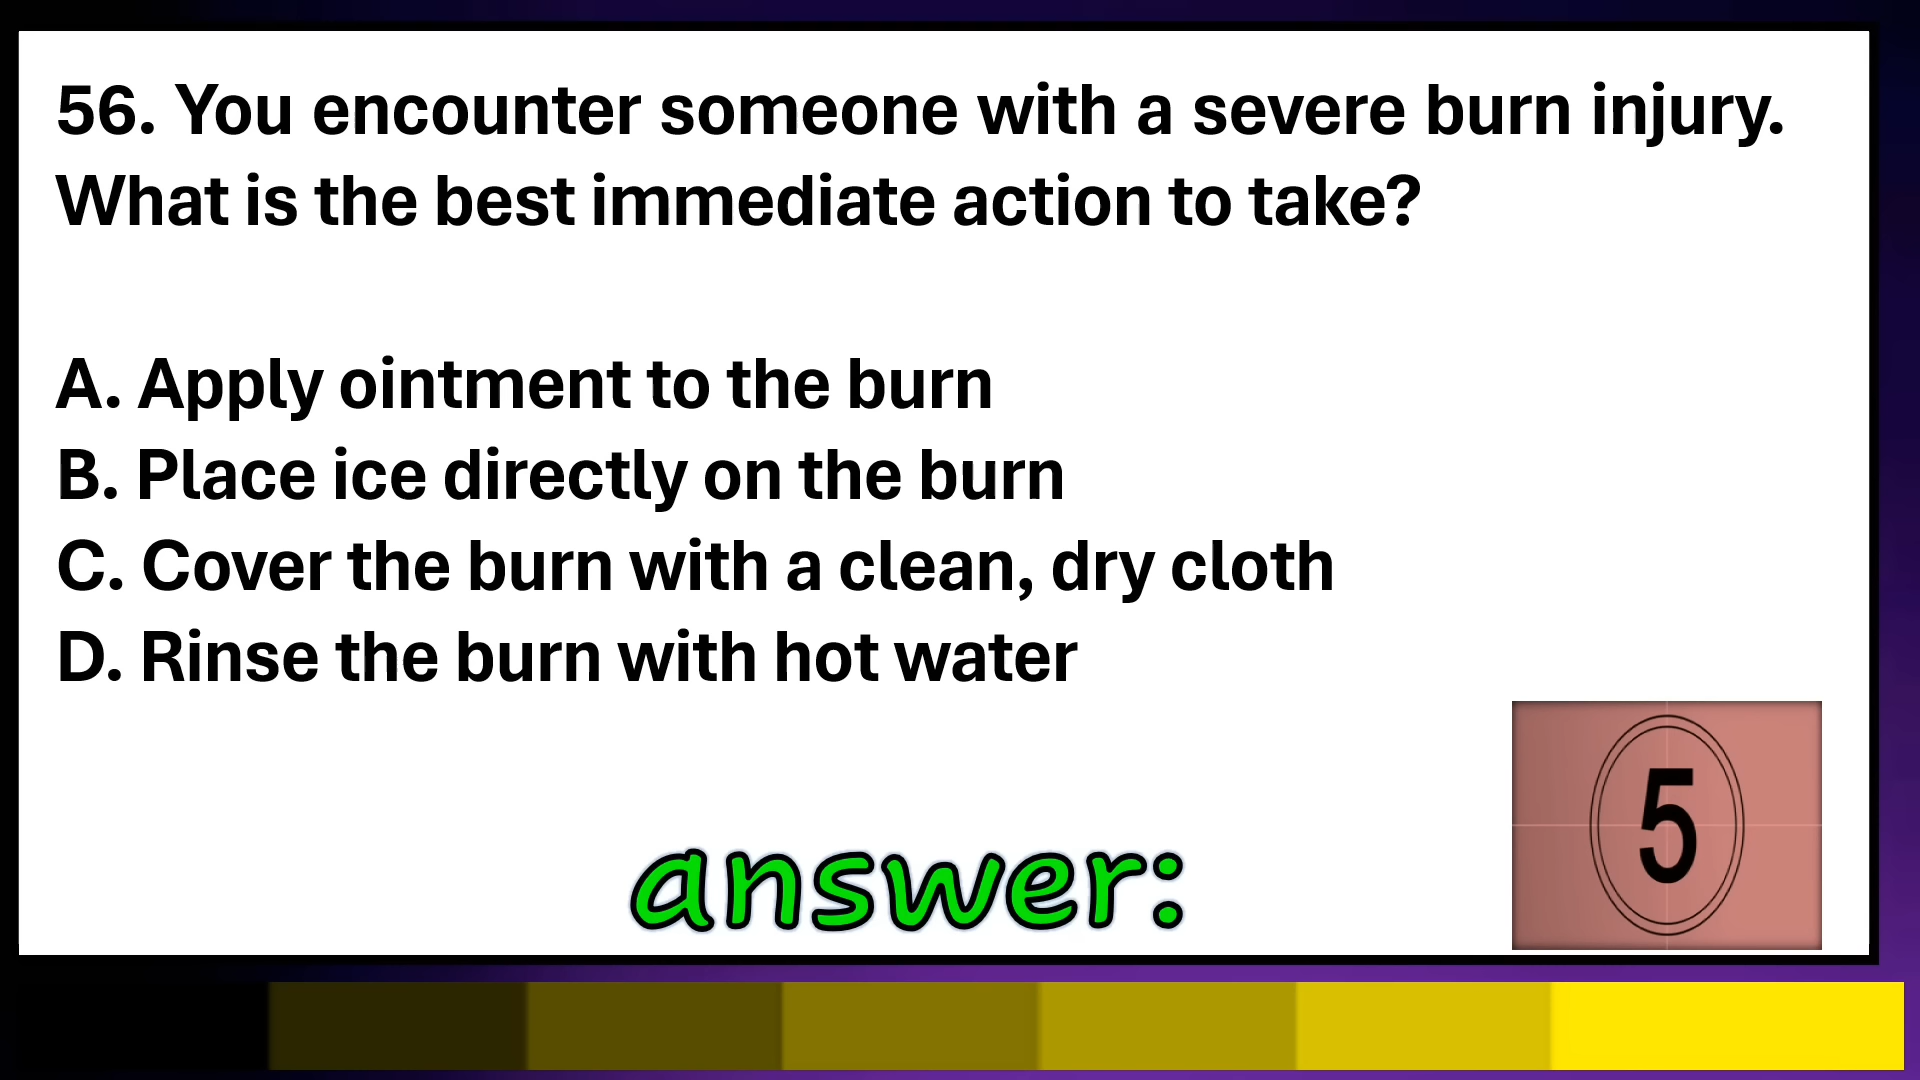 56. You encounter someone with a severe burn injury.
What is the best immediate action to take?
A. Apply ointment to the burn
B. Place ice directly on the burn
C. Cover the burn with a clean, dry cloth
D. Rinse the burn with hot water
answer:
5